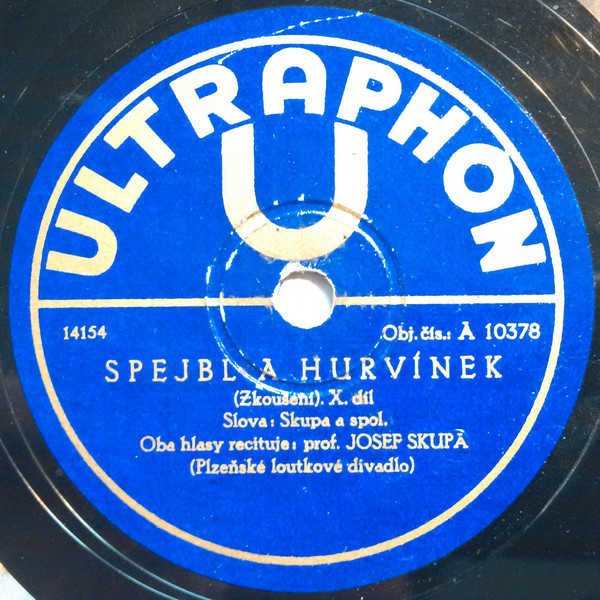 ULTRAPHON
U
14154
Obj. čís.: A 10378
SPEJBL A HURVÍNEK
(Zkoušení). X. díl
Slova: Skupa a spol.
Oba hlasy recituje: prof. JOSEF SKUPA
(Plzeňské loutkové divadlo)